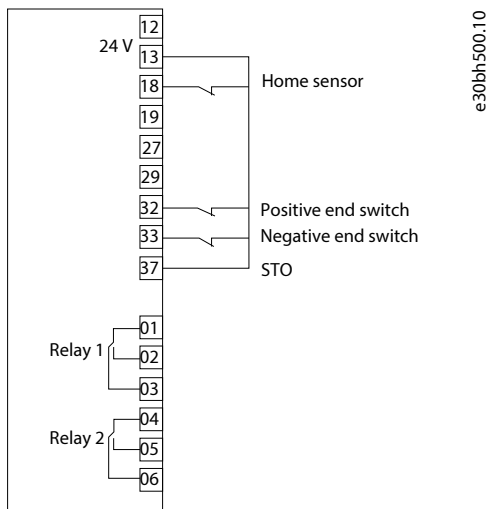 12
24 V
13
18
Home sensor
19
27
29
32
Positive end switch
33
Negative end switch
37
STO
01
Relay 1
02
03
04
Relay 2
05
06
e30bh500.10